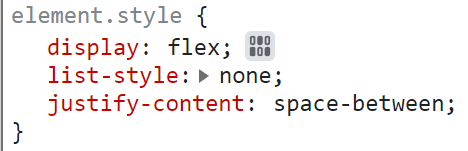 element.style {
display: flex;
list-style: none;
justify-content: space-between;
}